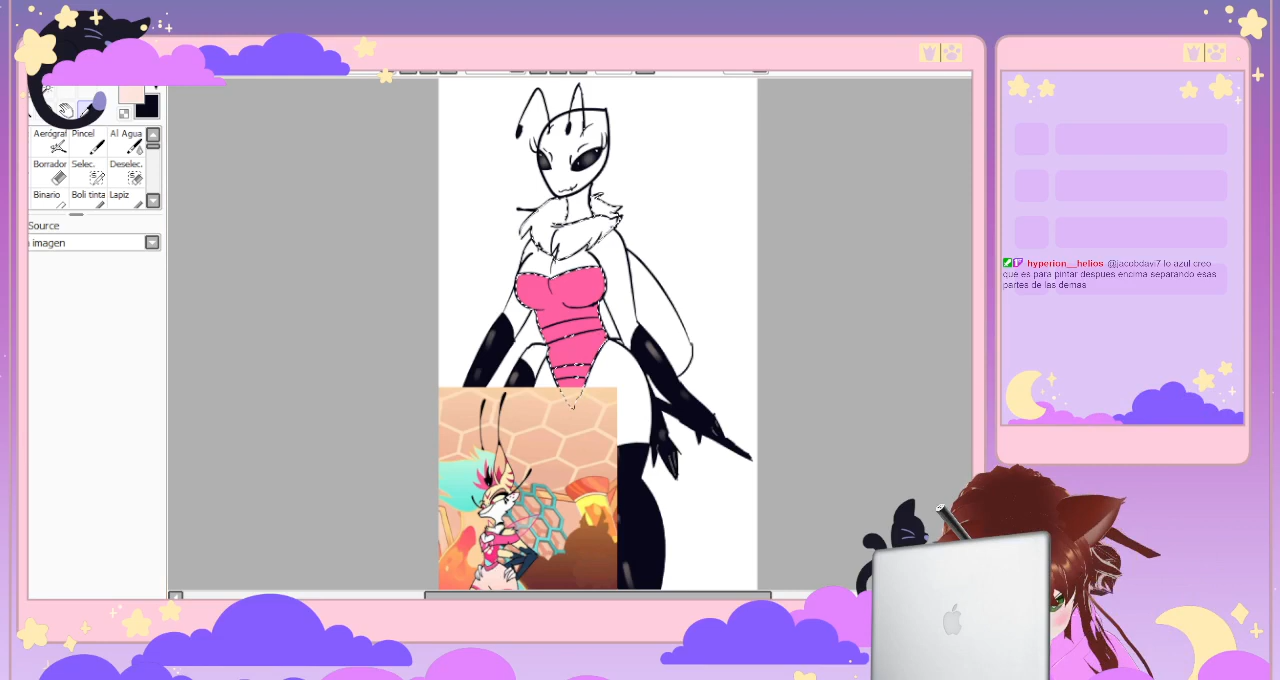 Aerógraf Pincel Al Agua
Borrador Selec. Deselec.
Binario Boli tinta Lapiz
Source
imagen
hyperion__helios @jacobdavi7 lo azul creo
que es para pintar despues encima separando esas
partes de las demas